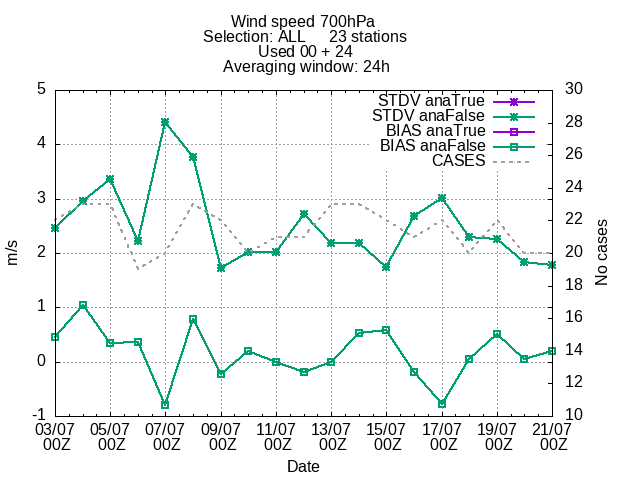 Wind speed 700hPa
Selection: ALL 23 stations
Used 00 + 24
Averaging window: 24h
STDV anaTrue
STDV anaFalse
BIAS anaTrue
BIAS anaFalse
CASES
5
4
3
2
1
0
-1
m/s
30
28
26
24
22
20
18
16
14
12
10
No cases
03/07 05/07 07/07 09/07 11/07 13/07 15/07 17/07 19/07 21/07
00Z 00Z 00Z 00Z 00Z 00Z 00Z 00Z 00Z 00Z
Date